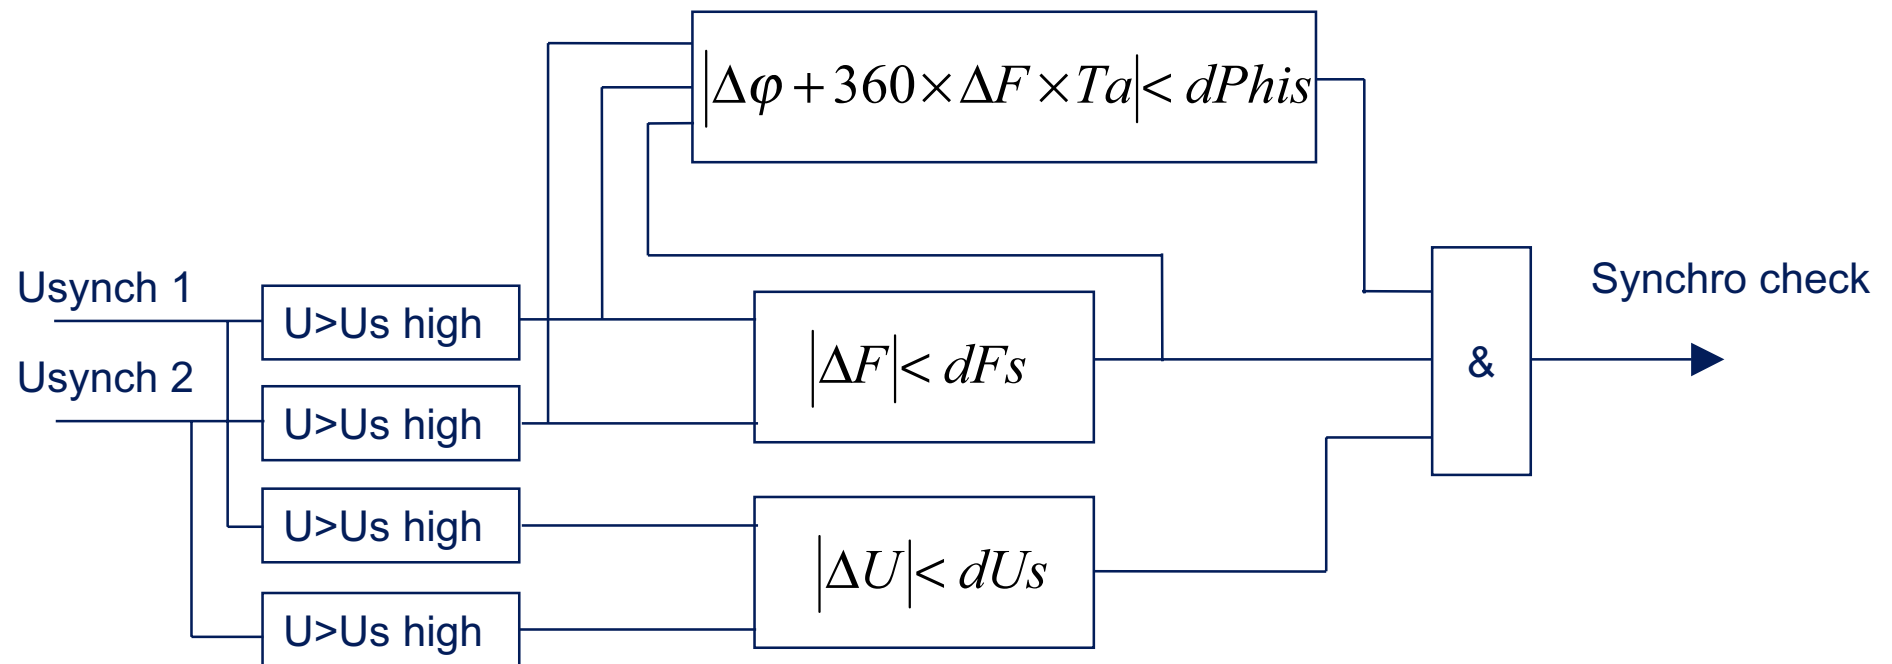 |Δφ + 360 × ΔF × Ta| < dPhis
Usynch 1
U>Us high
Usynch 2
U>Us high
|ΔF| < dFs
&
Synchro check
U>Us high
|ΔU| < dUs
U>Us high